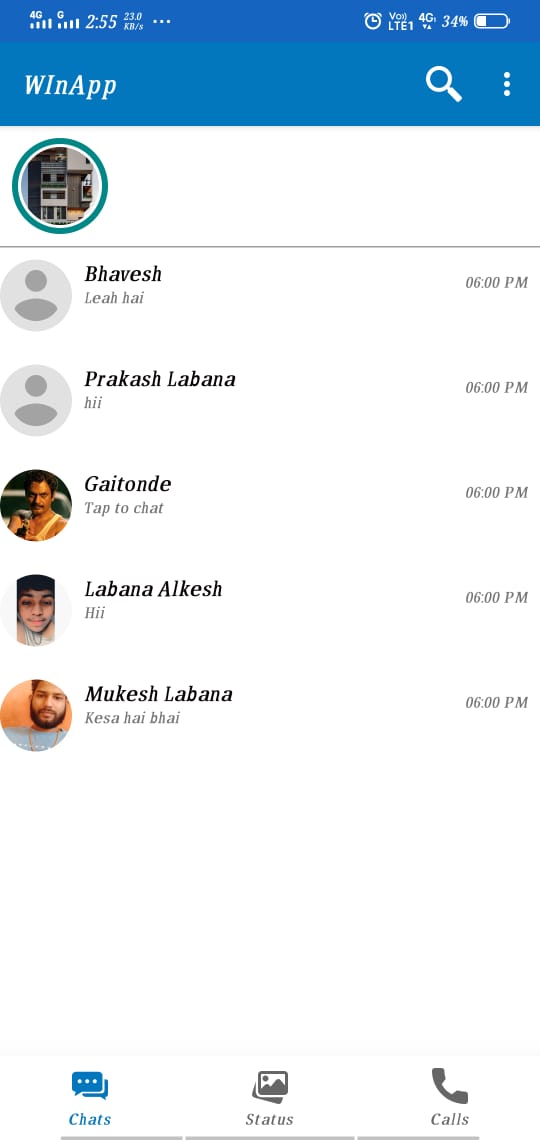 4G G 2:55 23.0 KB/s ... Vo)) LTE1 4G 34%
WInApp
Bhavesh 06:00 PM
Leah hai
Prakash Labana 06:00 PM
hii
Gaitonde 06:00 PM
Tap to chat
Labana Alkesh 06:00 PM
Hii
Mukesh Labana 06:00 PM
Kesa hai bhai
Chats Status Calls